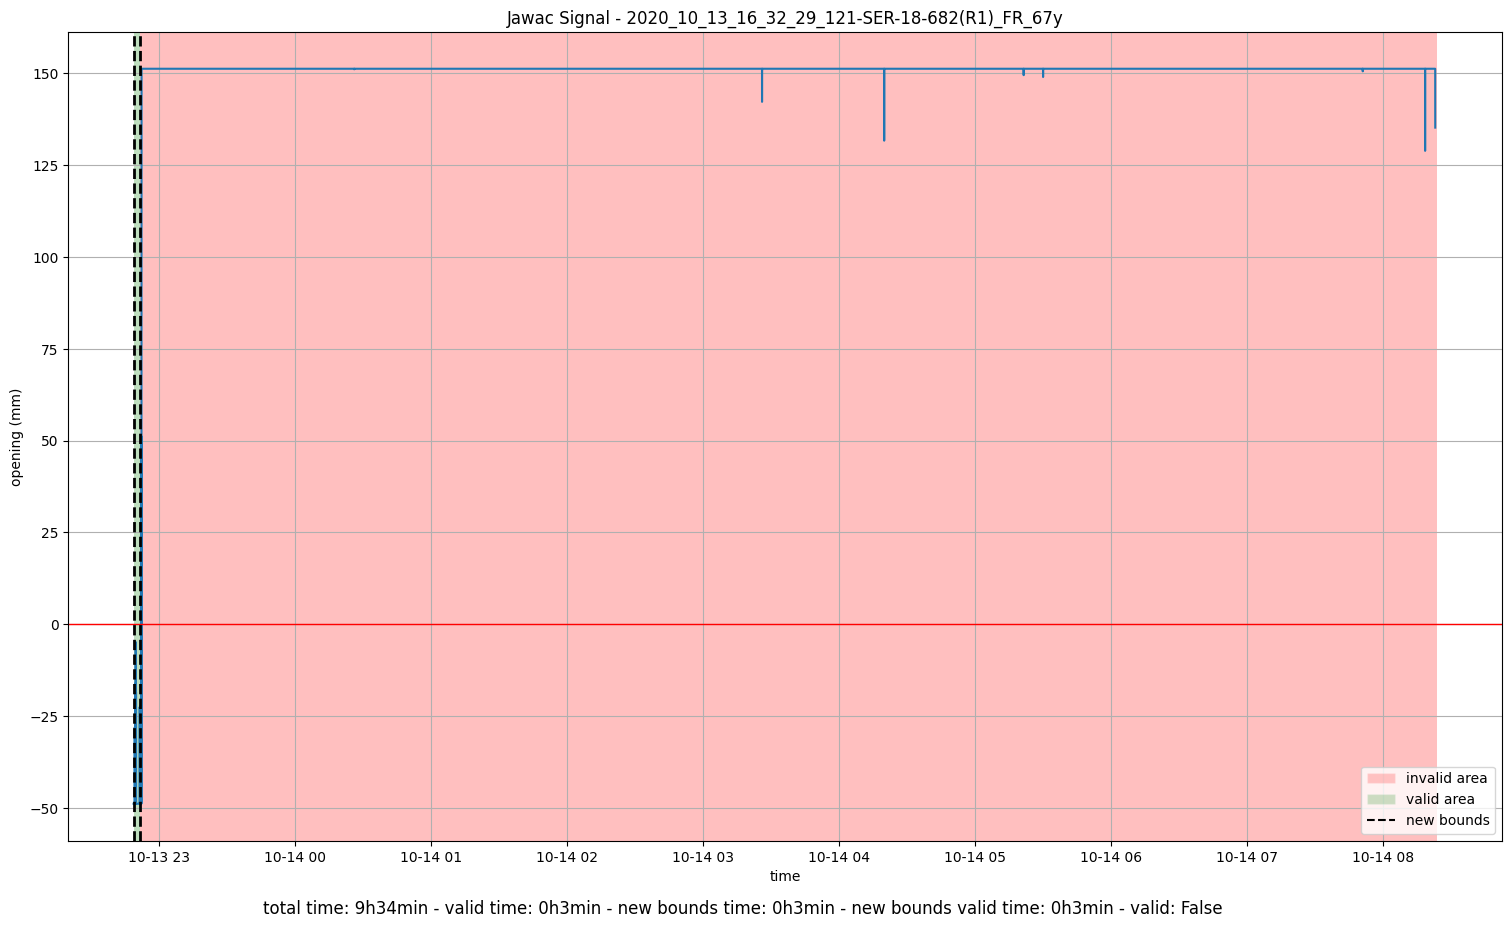 Jawac Signal - 2020_10_13_16_32_29_121-SER-18-682(R1)_FR_67y
150
125
100
75
50
25
0
−25
−50
opening (mm)
invalid area
valid area
new bounds
10-13 23
10-14 00
10-14 01
10-14 02
10-14 03
10-14 04
10-14 05
10-14 06
10-14 07
10-14 08
time
total time: 9h34min - valid time: 0h3min - new bounds time: 0h3min - new bounds valid time: 0h3min - valid: False